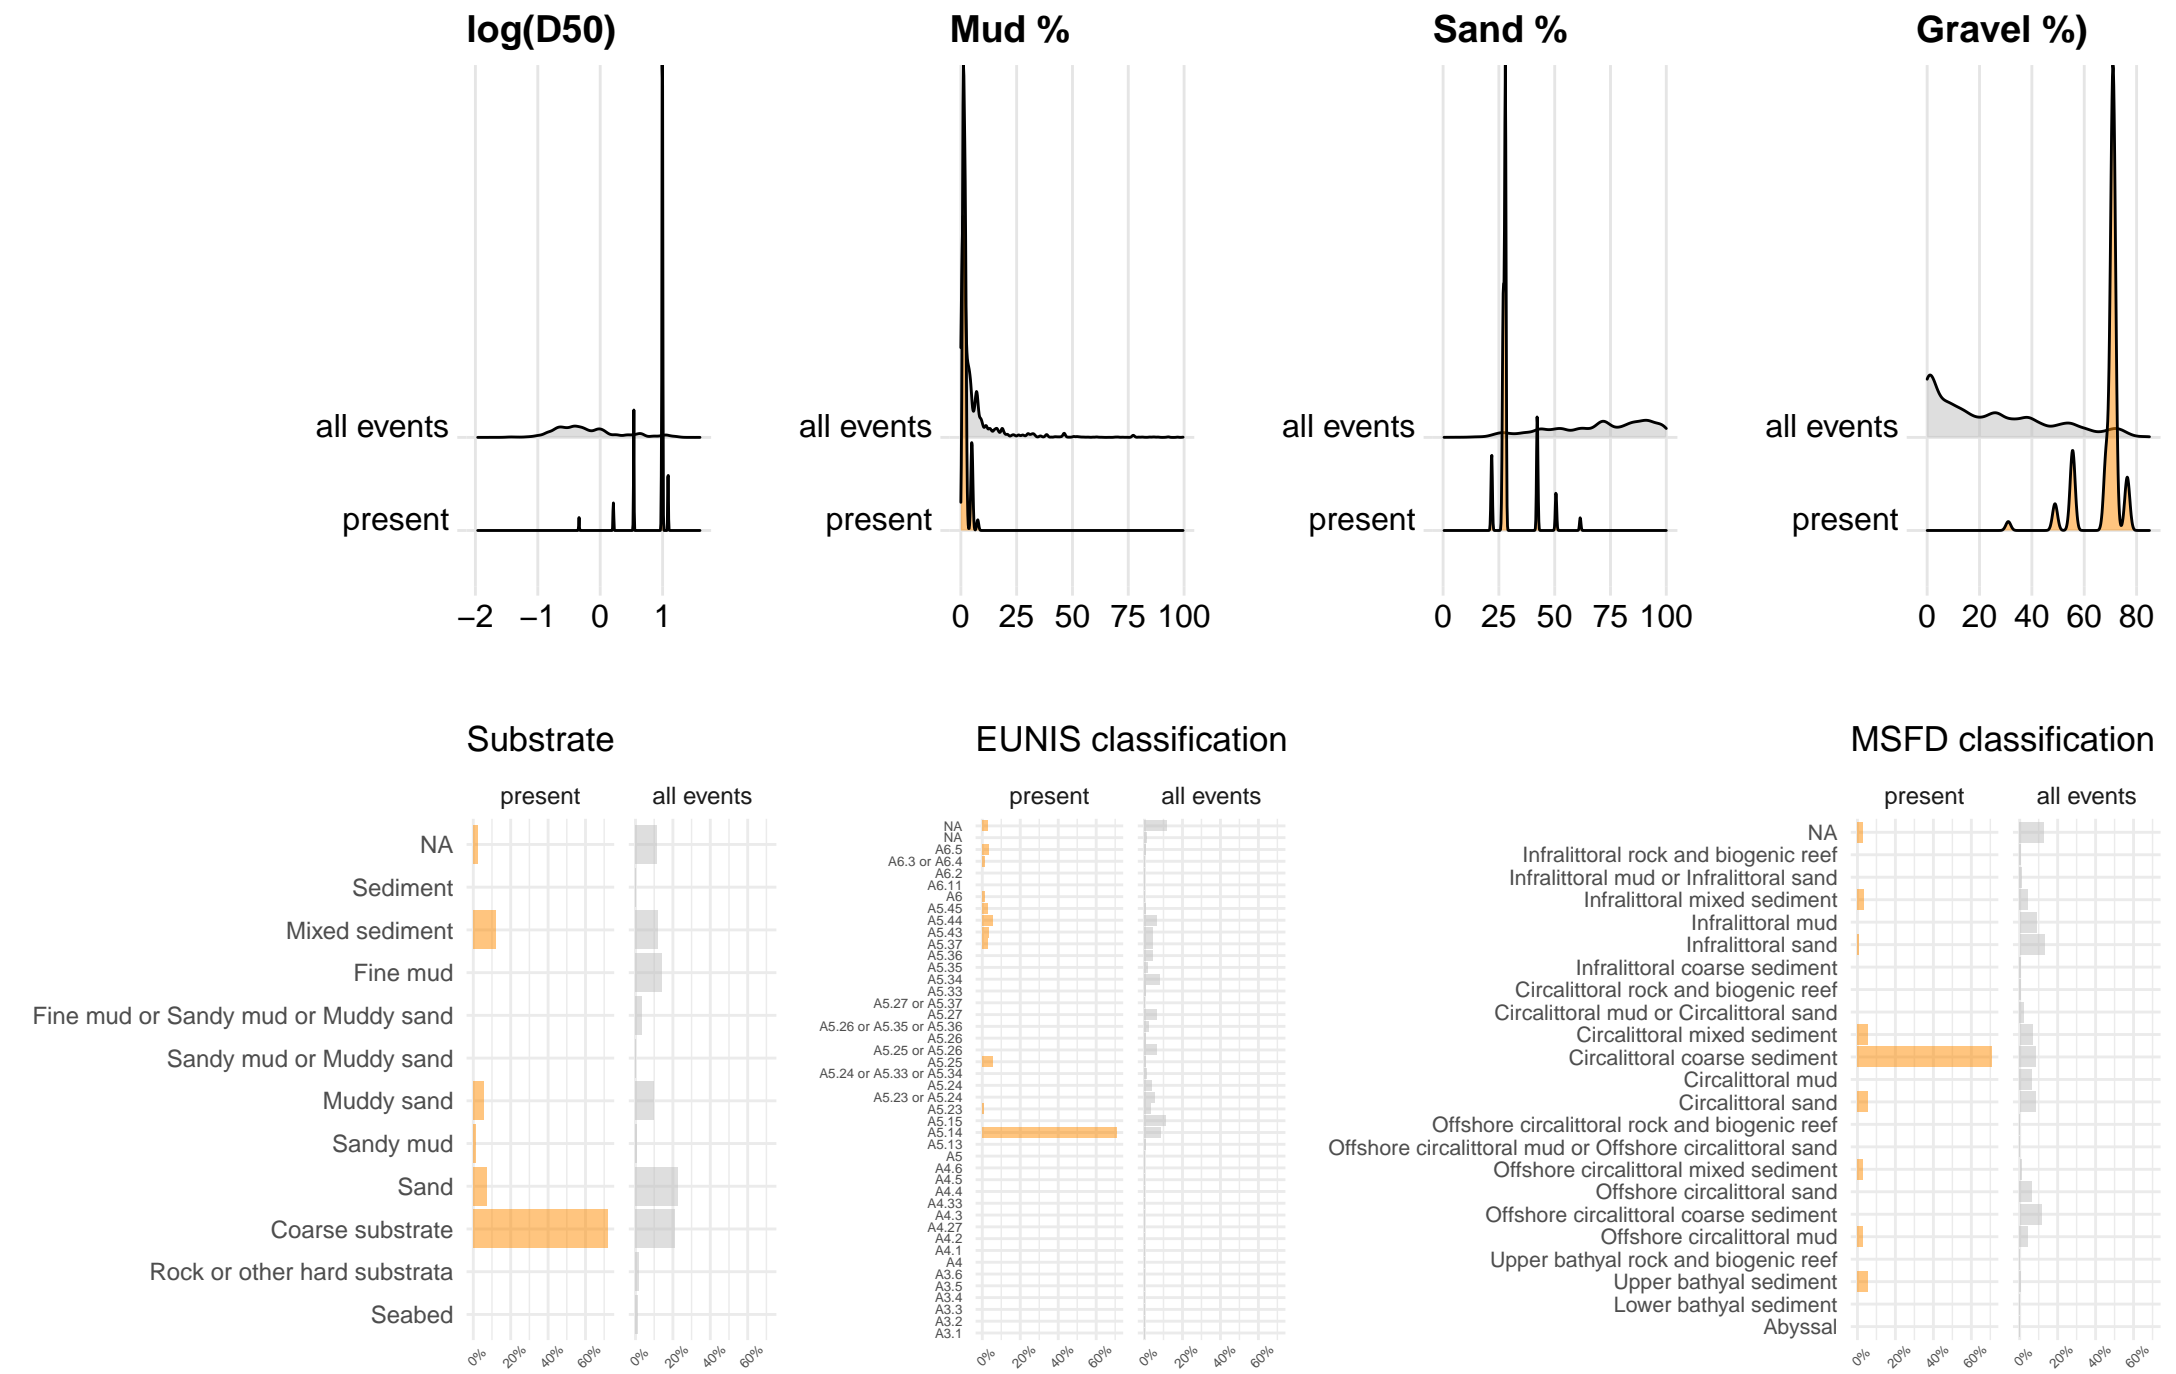 log(D50)
Mud %
Sand %
Gravel %)
all events
present
−2 −1 0 1
all events
present
0 25 50 75 100
all events
present
0 25 50 75 100
all events
present
0 20 40 60 80
Substrate
present all events
NA
Sediment
Mixed sediment
Fine mud
Fine mud or Sandy mud or Muddy sand
Sandy mud or Muddy sand
Muddy sand
Sandy mud
Sand
Coarse substrate
Rock or other hard substrata
Seabed
0% 20% 40% 60% 0% 20% 40% 60%
EUNIS classification
present all events
NA
NA
A6.5
A6.3 or A6.4
A6.2
A6.11
A6
A5.45
A5.44
A5.43
A5.37
A5.36
A5.35
A5.34
A5.33
A5.27 or A5.37
A5.27
A5.26 or A5.35 or A5.36
A5.26
A5.25 or A5.26
A5.25
A5.24 or A5.33 or A5.34
A5.24
A5.23 or A5.24
A5.23
A5.15
A5.14
A5.13
A5
A4.6
A4.5
A4.4
A4.33
A4.3
A4.27
A4.2
A4.1
A4
A3.6
A3.5
A3.4
A3.3
A3.2
A3.1
0% 20% 40% 60% 0% 20% 40% 60%
MSFD classification
present all events
NA
Infralittoral rock and biogenic reef
Infralittoral mud or Infralittoral sand
Infralittoral mixed sediment
Infralittoral mud
Infralittoral sand
Infralittoral coarse sediment
Circalittoral rock and biogenic reef
Circalittoral mud or Circalittoral sand
Circalittoral mixed sediment
Circalittoral coarse sediment
Circalittoral mud
Circalittoral sand
Offshore circalittoral rock and biogenic reef
Offshore circalittoral mud or Offshore circalittoral sand
Offshore circalittoral mixed sediment
Offshore circalittoral sand
Offshore circalittoral coarse sediment
Offshore circalittoral mud
Upper bathyal rock and biogenic reef
Upper bathyal sediment
Lower bathyal sediment
Abyssal
0% 20% 40% 60% 0% 20% 40% 60%